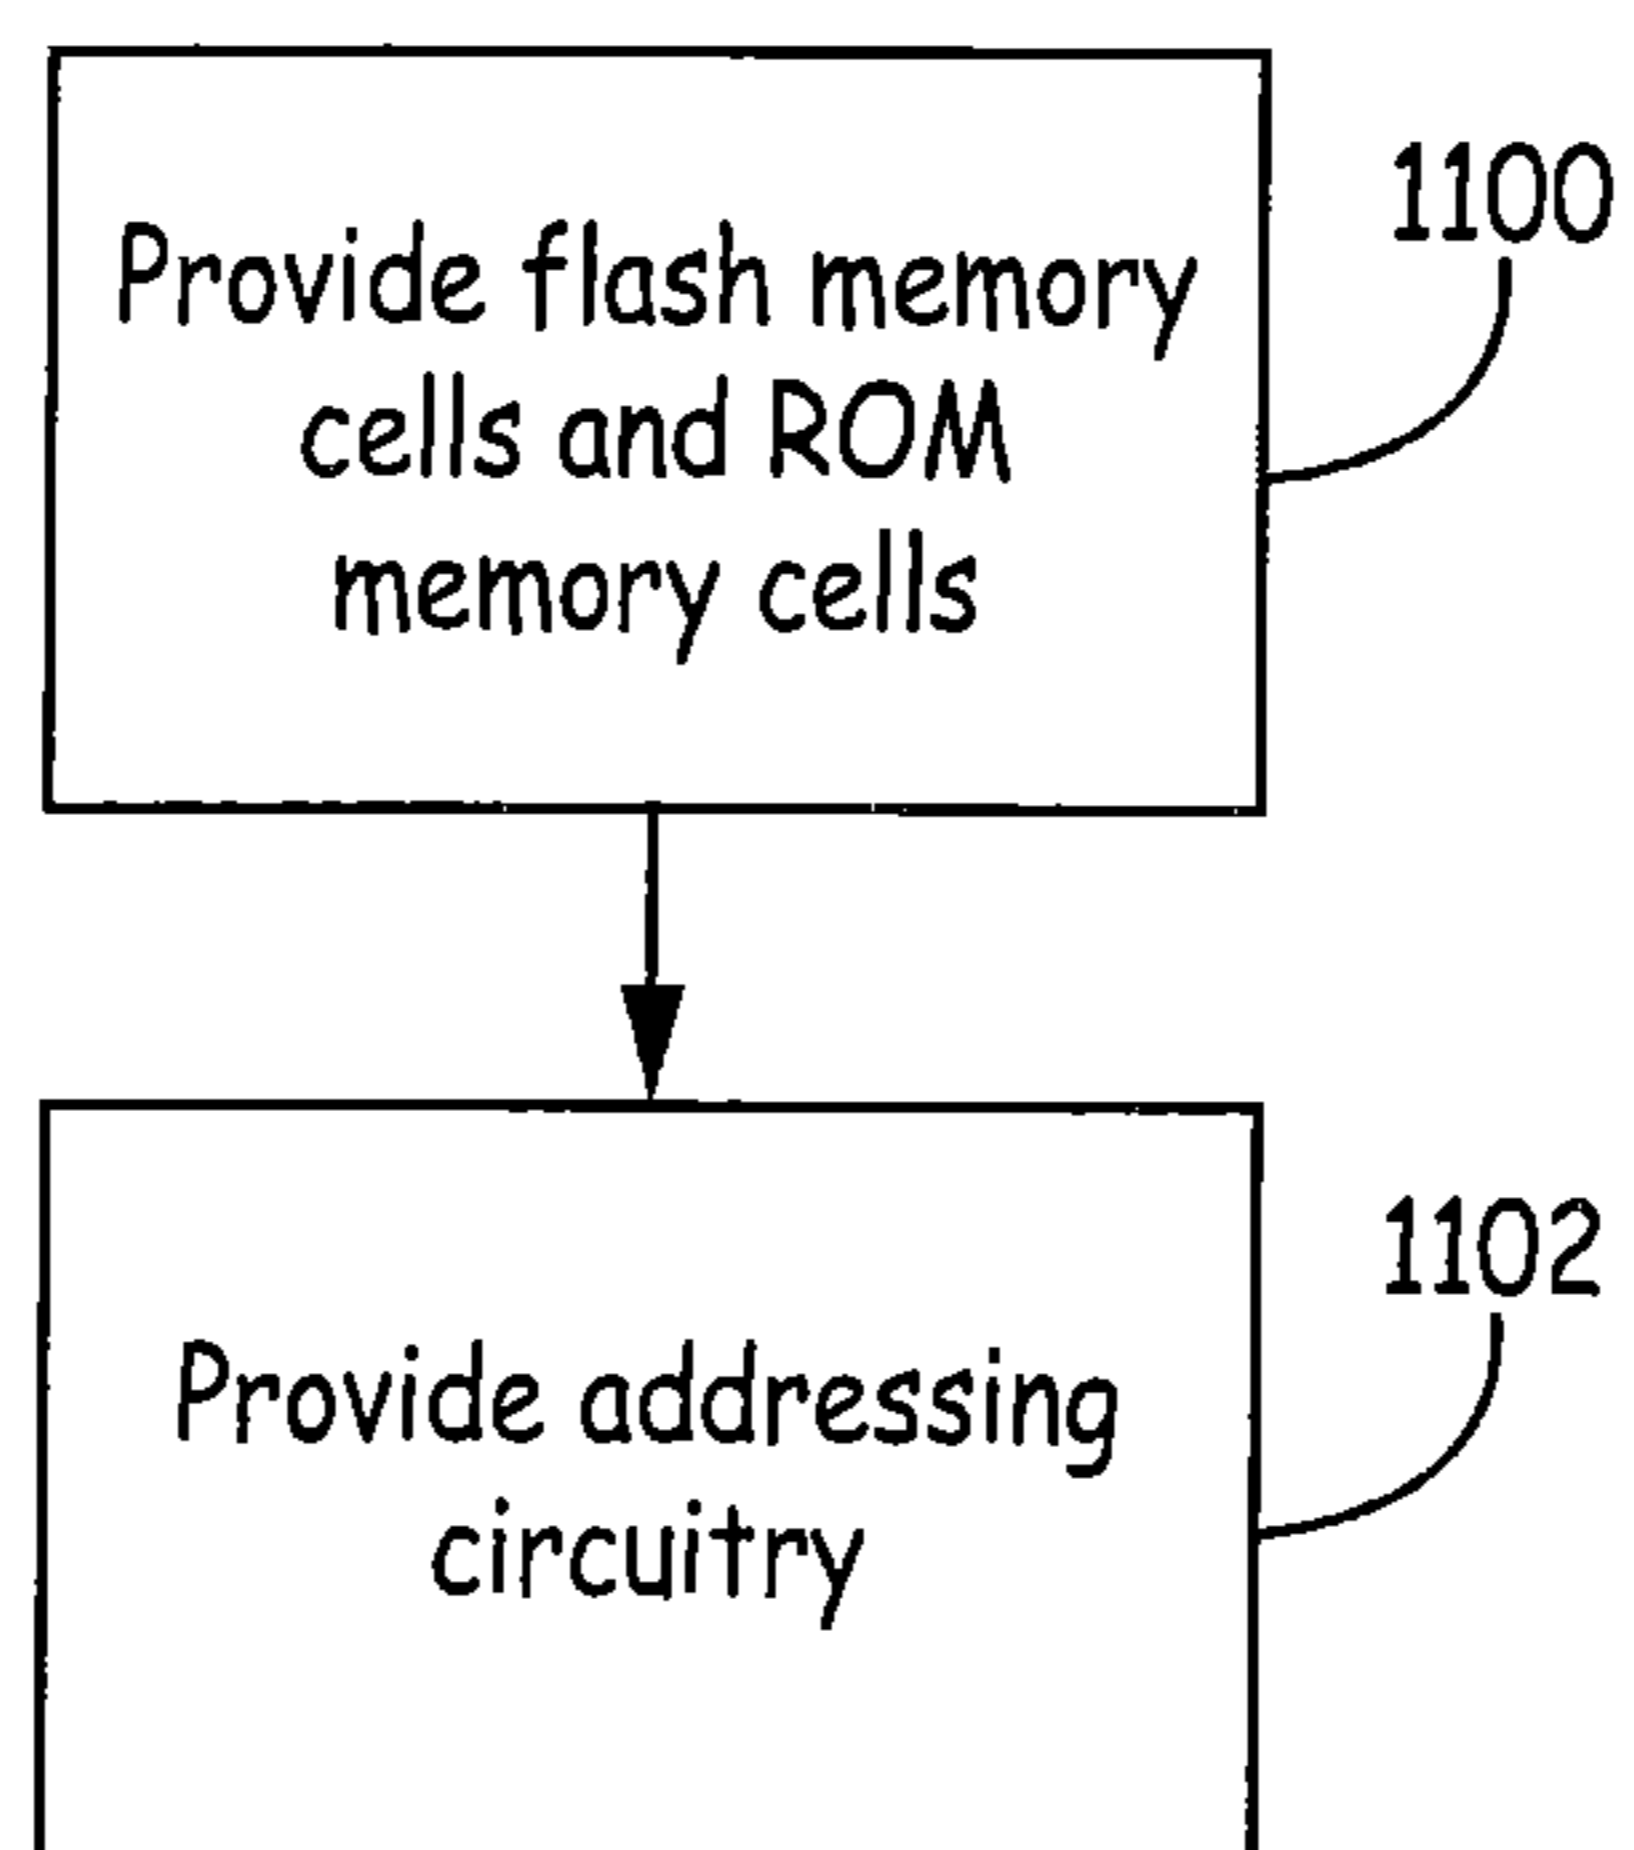 1100
Provide flash memory
cells and ROM
memory cells
1102
Provide addressing
circuitry